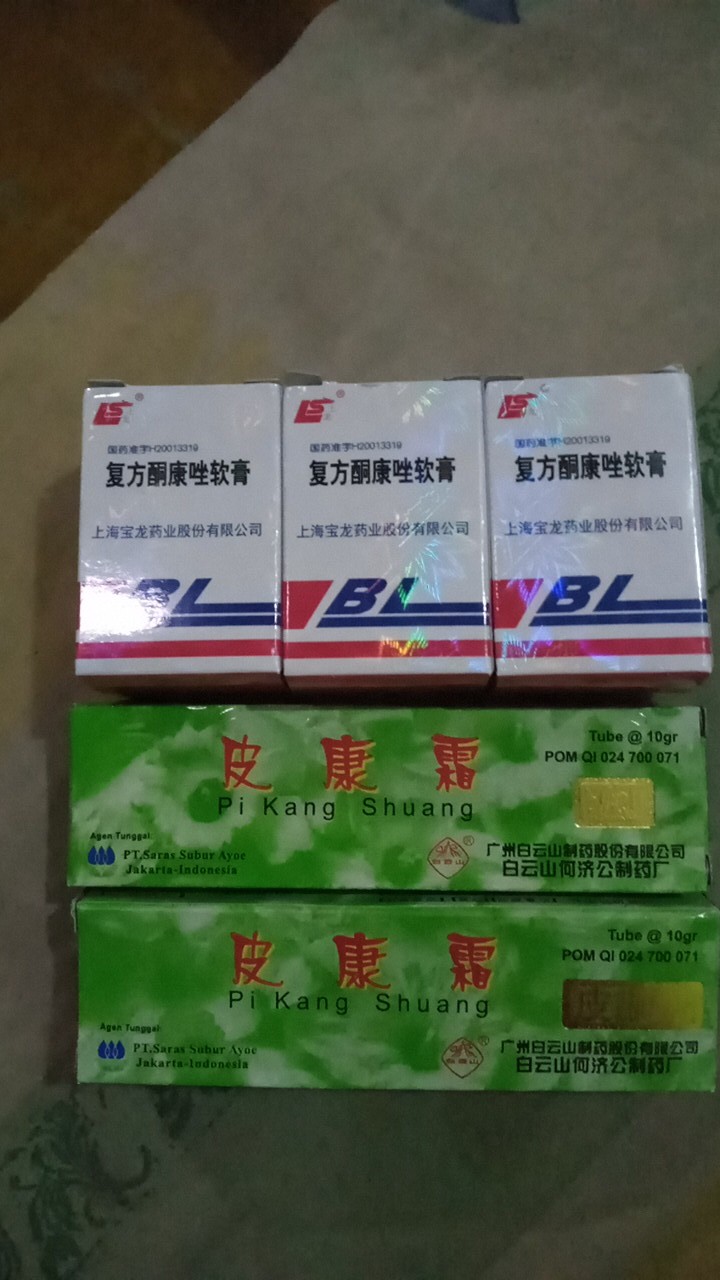 国药准字H20013319
复方酮康唑软膏
上海宝龙药业股份有限公司
BL
国药准字H20013319
复方酮康唑软膏
上海宝龙药业股份有限公司
BL
国药准字H20013319
复方酮康唑软膏
上海宝龙药业股份有限公司
BL
皮康霜
Pi Kang Shuang
Tube @ 10gr
POM QI 024 700 071
Agen Tunggal:
PT.Saras Subur Ayoe
Jakarta-Indonesia
白云山
广州白云山制药股份有限公司
白云山何济公制药厂
皮康霜
Pi Kang Shuang
Tube @ 10gr
POM QI 024 700 071
Agen Tunggal:
PT.Saras Subur Ayoe
Jakarta-Indonesia
白云山
广州白云山制药股份有限公司
白云山何济公制药厂